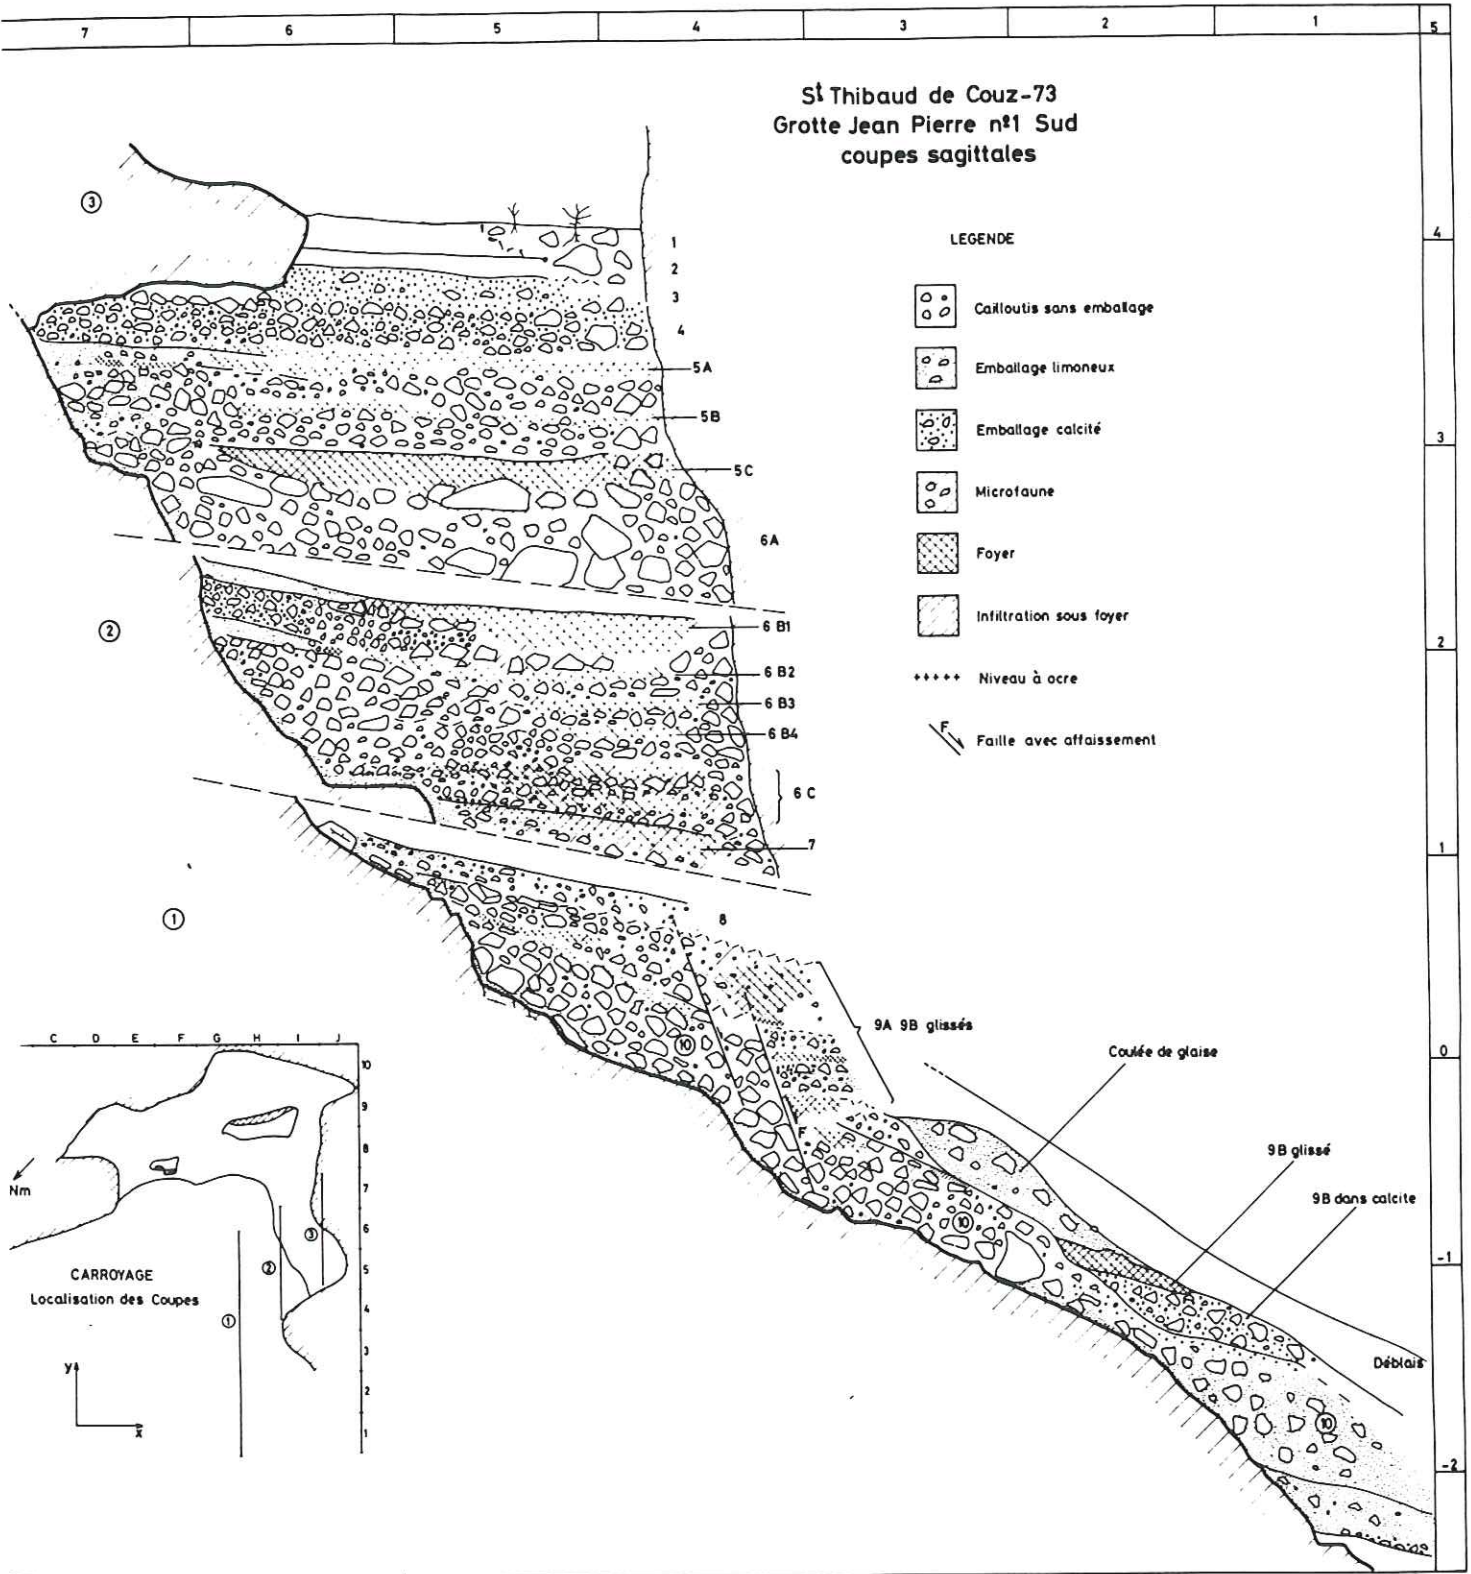 7 6 5 4 3 2 1 5
St Thibaud de Couz-73
Grotte Jean Pierre nº1 Sud
coupes sagittales
LEGENDE
Cailloutis sans emballage
Emballage limoneux
Emballage calcité
Microfaune
Foyer
Infiltration sous foyer
Niveau à ocre
F Faille avec affaissement
3
1
2
3
4
5A
5B
5C
6A
2
6 B1
6 B2
6 B3
6 B4
6 C
7
1
8
9A 9B glissés
10
F
Coulée de glaise
9B glissé
9B dans calcite
10
Déblais
10
4
3
2
1
0
-1
-2
C D E F G H I J
10
9
8
7
6
5
4
3
2
1
Nm
3
2
1
CARROYAGE
Localisation des Coupes
y
x